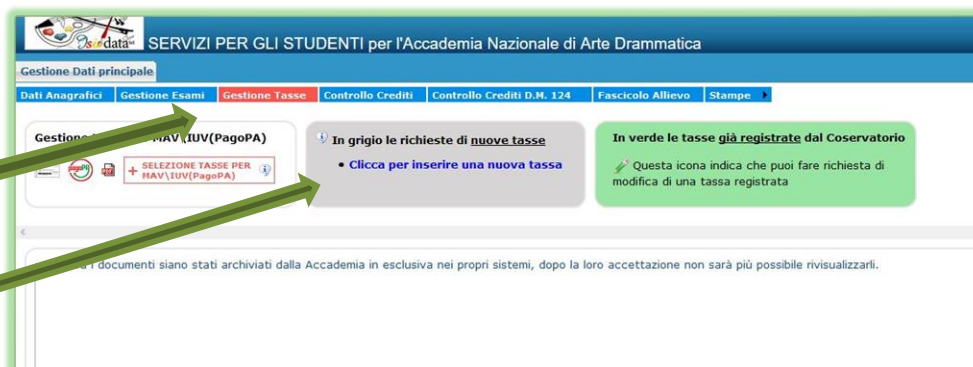 Isidata SERVIZI PER GLI STUDENTI per l'Accademia Nazionale di Arte Drammatica
Gestione Dati principale
Dati Anagrafici Gestione Esami Gestione Tasse Controllo Crediti Controllo Crediti D.M. 124 Fascicolo Allievo Stampe
Gestione MAV\IUV(PagoPA)
+ SELEZIONE TASSE PER
MAV\IUV(PagoPA)
In grigio le richieste di nuove tasse
• Clicca per inserire una nuova tassa
In verde le tasse già registrate dal Coservatorio
Questa icona indica che puoi fare richiesta di
modifica di una tassa registrata
i documenti siano stati archiviati dalla Accademia in esclusiva nei propri sistemi, dopo la loro accettazione non sarà più possibile rivisualizzarli.